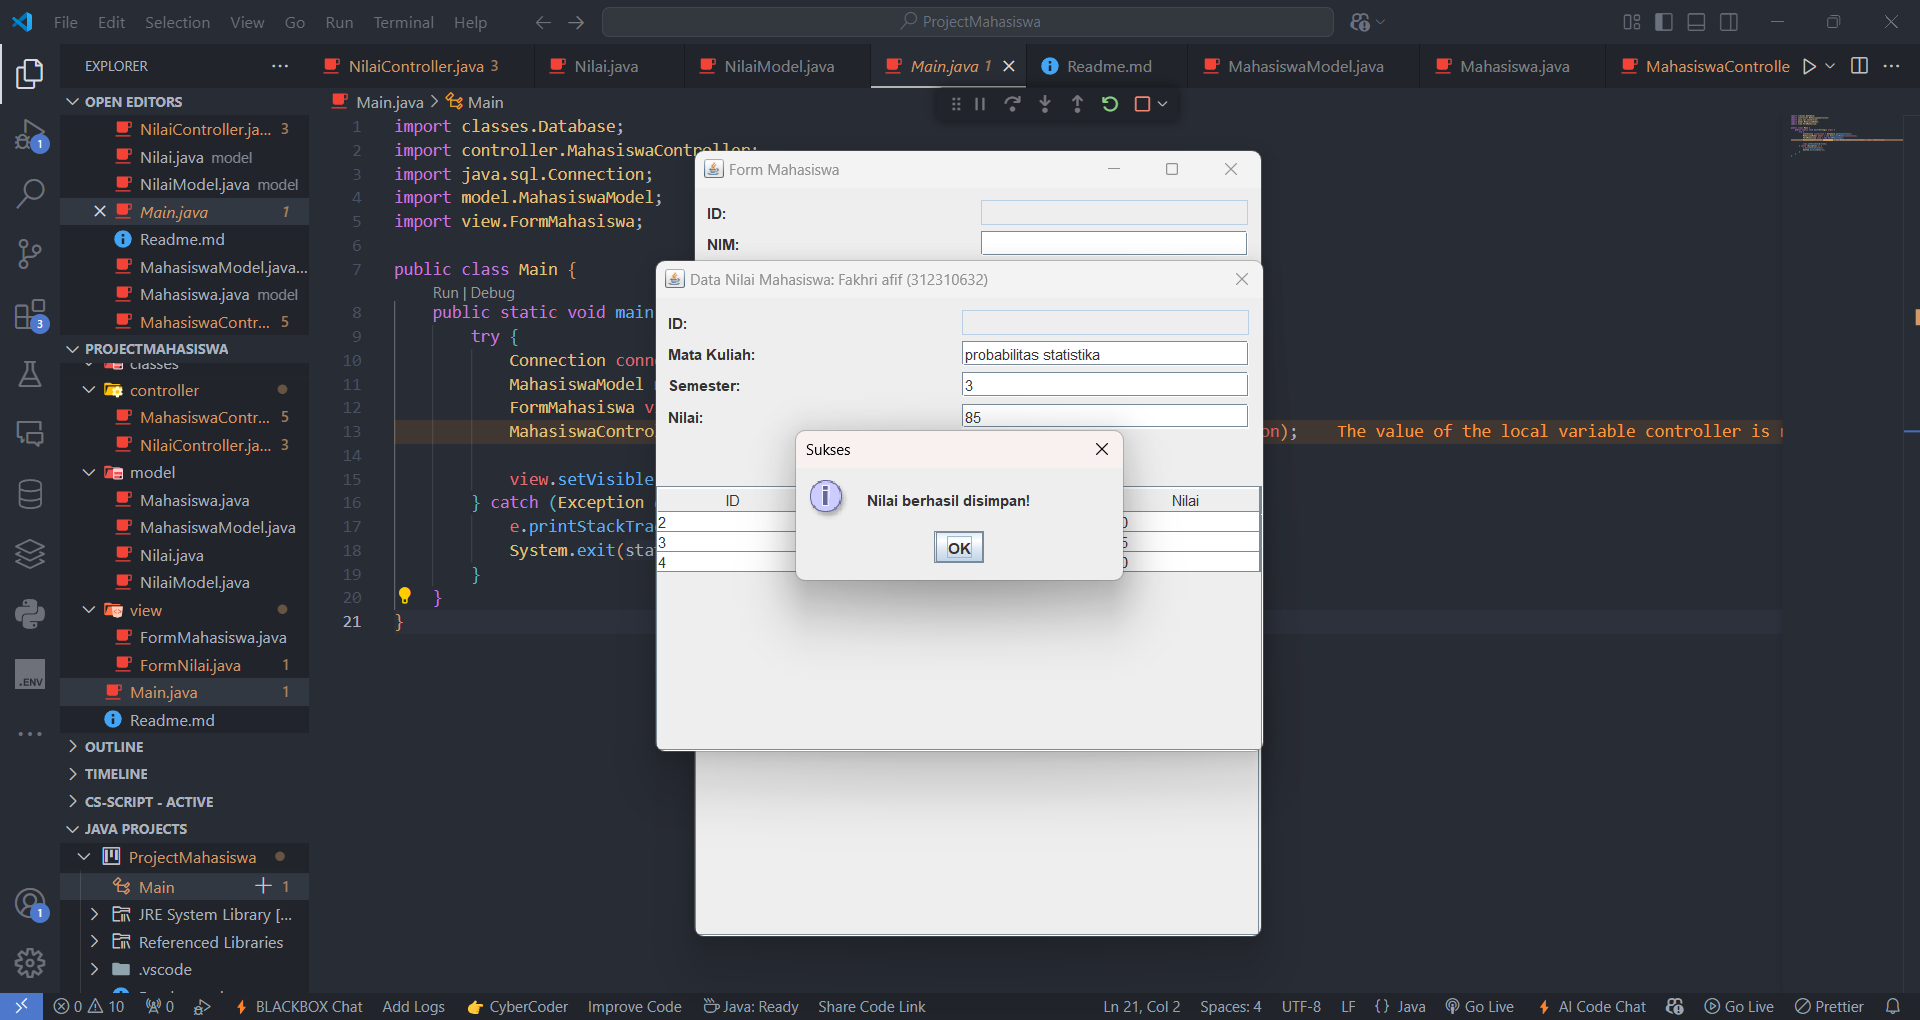 File Edit Selection View Go Run Terminal Help
ProjectMahasiswa
EXPLORER
NilaiController.java 3
Nilai.java
NilaiModel.java
Main.java 1
Readme.md
MahasiswaModel.java
Mahasiswa.java
MahasiswaControlle
OPEN EDITORS
NilaiController.ja... 3
Nilai.java model
NilaiModel.java model
Main.java 1
Readme.md
MahasiswaModel.java...
Mahasiswa.java model
MahasiswaContr... 5
PROJECTMAHASISWA
classes
controller
MahasiswaContr... 5
NilaiController.ja... 3
model
Mahasiswa.java
MahasiswaModel.java
Nilai.java
NilaiModel.java
view
FormMahasiswa.java
FormNilai.java 1
Main.java 1
Readme.md
OUTLINE
TIMELINE
CS-SCRIPT - ACTIVE
JAVA PROJECTS
ProjectMahasiswa
Main 1
JRE System Library [...
Referenced Libraries
.vscode
1
3
.ENV
1
Main.java > Main
1 import classes.Database;
2 import controller.MahasiswaController;
3 import java.sql.Connection;
4 import model.MahasiswaModel;
5 import view.FormMahasiswa;
6
7 public class Main {
Run | Debug
8 public static void main
9 try {
10 Connection conn
11 MahasiswaModel
12 FormMahasiswa v
13 MahasiswaContro on); The value of the local variable controller is
14
15 view.setVisible
16 } catch (Exception
17 e.printStackTra
18 System.exit(sta
19 }
20 }
21 }
Form Mahasiswa
ID:
NIM:
Data Nilai Mahasiswa: Fakhri afif (312310632)
ID:
Mata Kuliah: probabilitas statistika
Semester: 3
Nilai: 85
ID Nilai
2 0
3 5
4 0
Sukses
Nilai berhasil disimpan!
OK
0 10 0 BLACKBOX Chat Add Logs CyberCoder Improve Code Java: Ready Share Code Link
Ln 21, Col 2 Spaces: 4 UTF-8 LF {} Java Go Live AI Code Chat Go Live Prettier